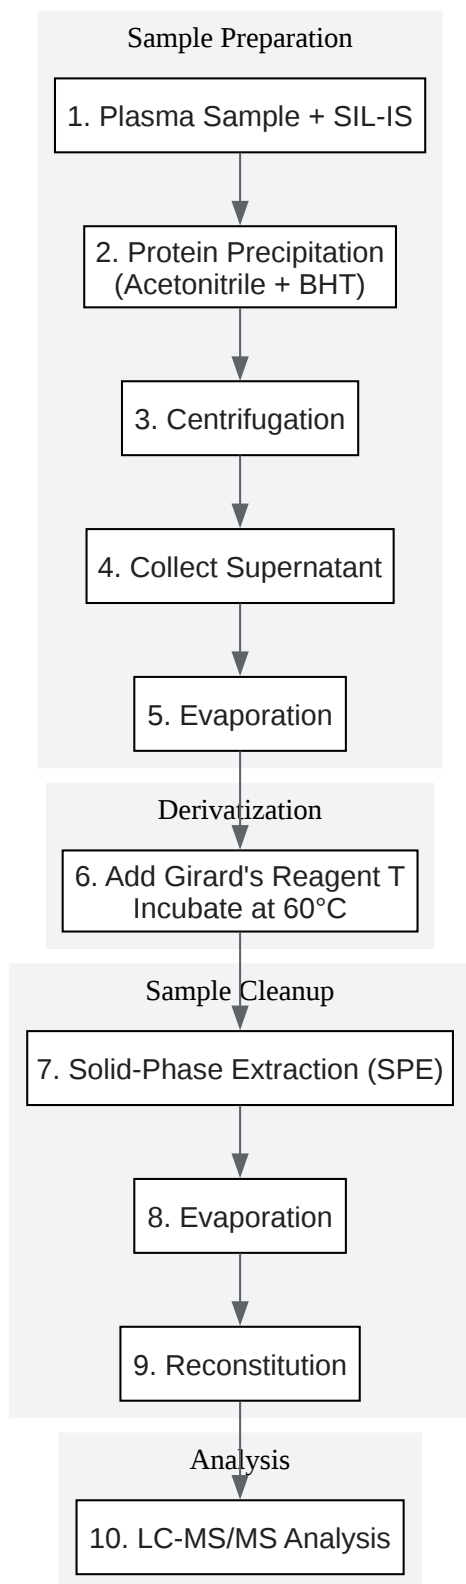 Sample Preparation
1. Plasma Sample + SIL-IS
2. Protein Precipitation
(Acetonitrile + BHT)
3. Centrifugation
4. Collect Supernatant
5. Evaporation
Derivatization
6. Add Girard's Reagent T
Incubate at 60°C
Sample Cleanup
7. Solid-Phase Extraction (SPE)
8. Evaporation
9. Reconstitution
Analysis
10. LC-MS/MS Analysis